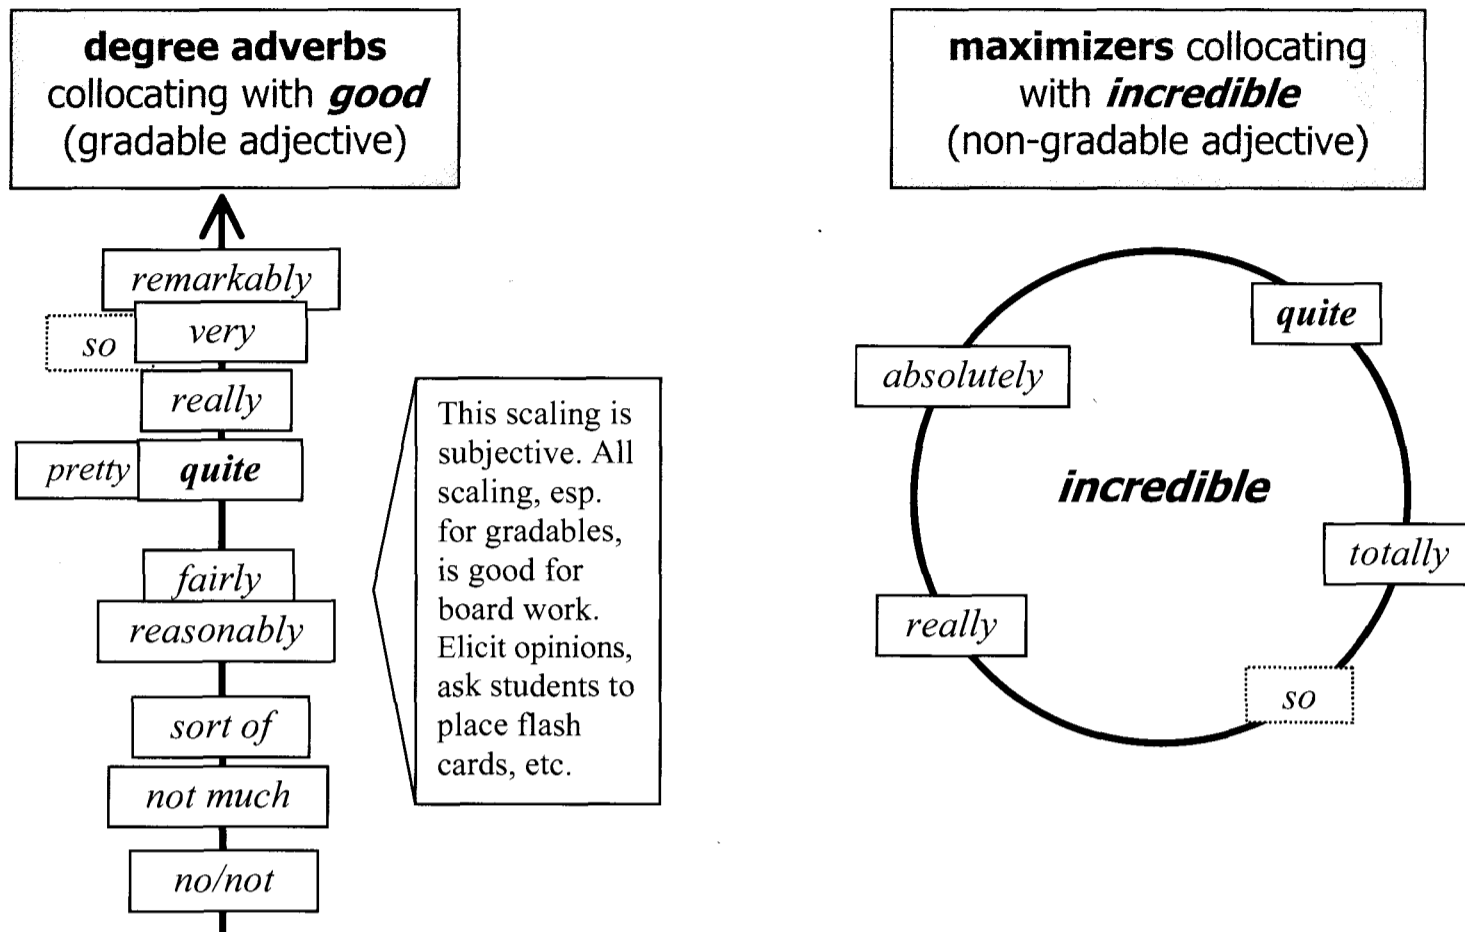 degree adverbs
collocating with good
(gradable adjective)
maximizers collocating
with incredible
(non-gradable adjective)
remarkably
so
very
really
pretty
quite
fairly
reasonably
sort of
not much
no/not
This scaling is
subjective. All
scaling, esp.
for gradables,
is good for
board work.
Elicit opinions,
ask students to
place flash
cards, etc.
quite
absolutely
incredible
totally
really
so